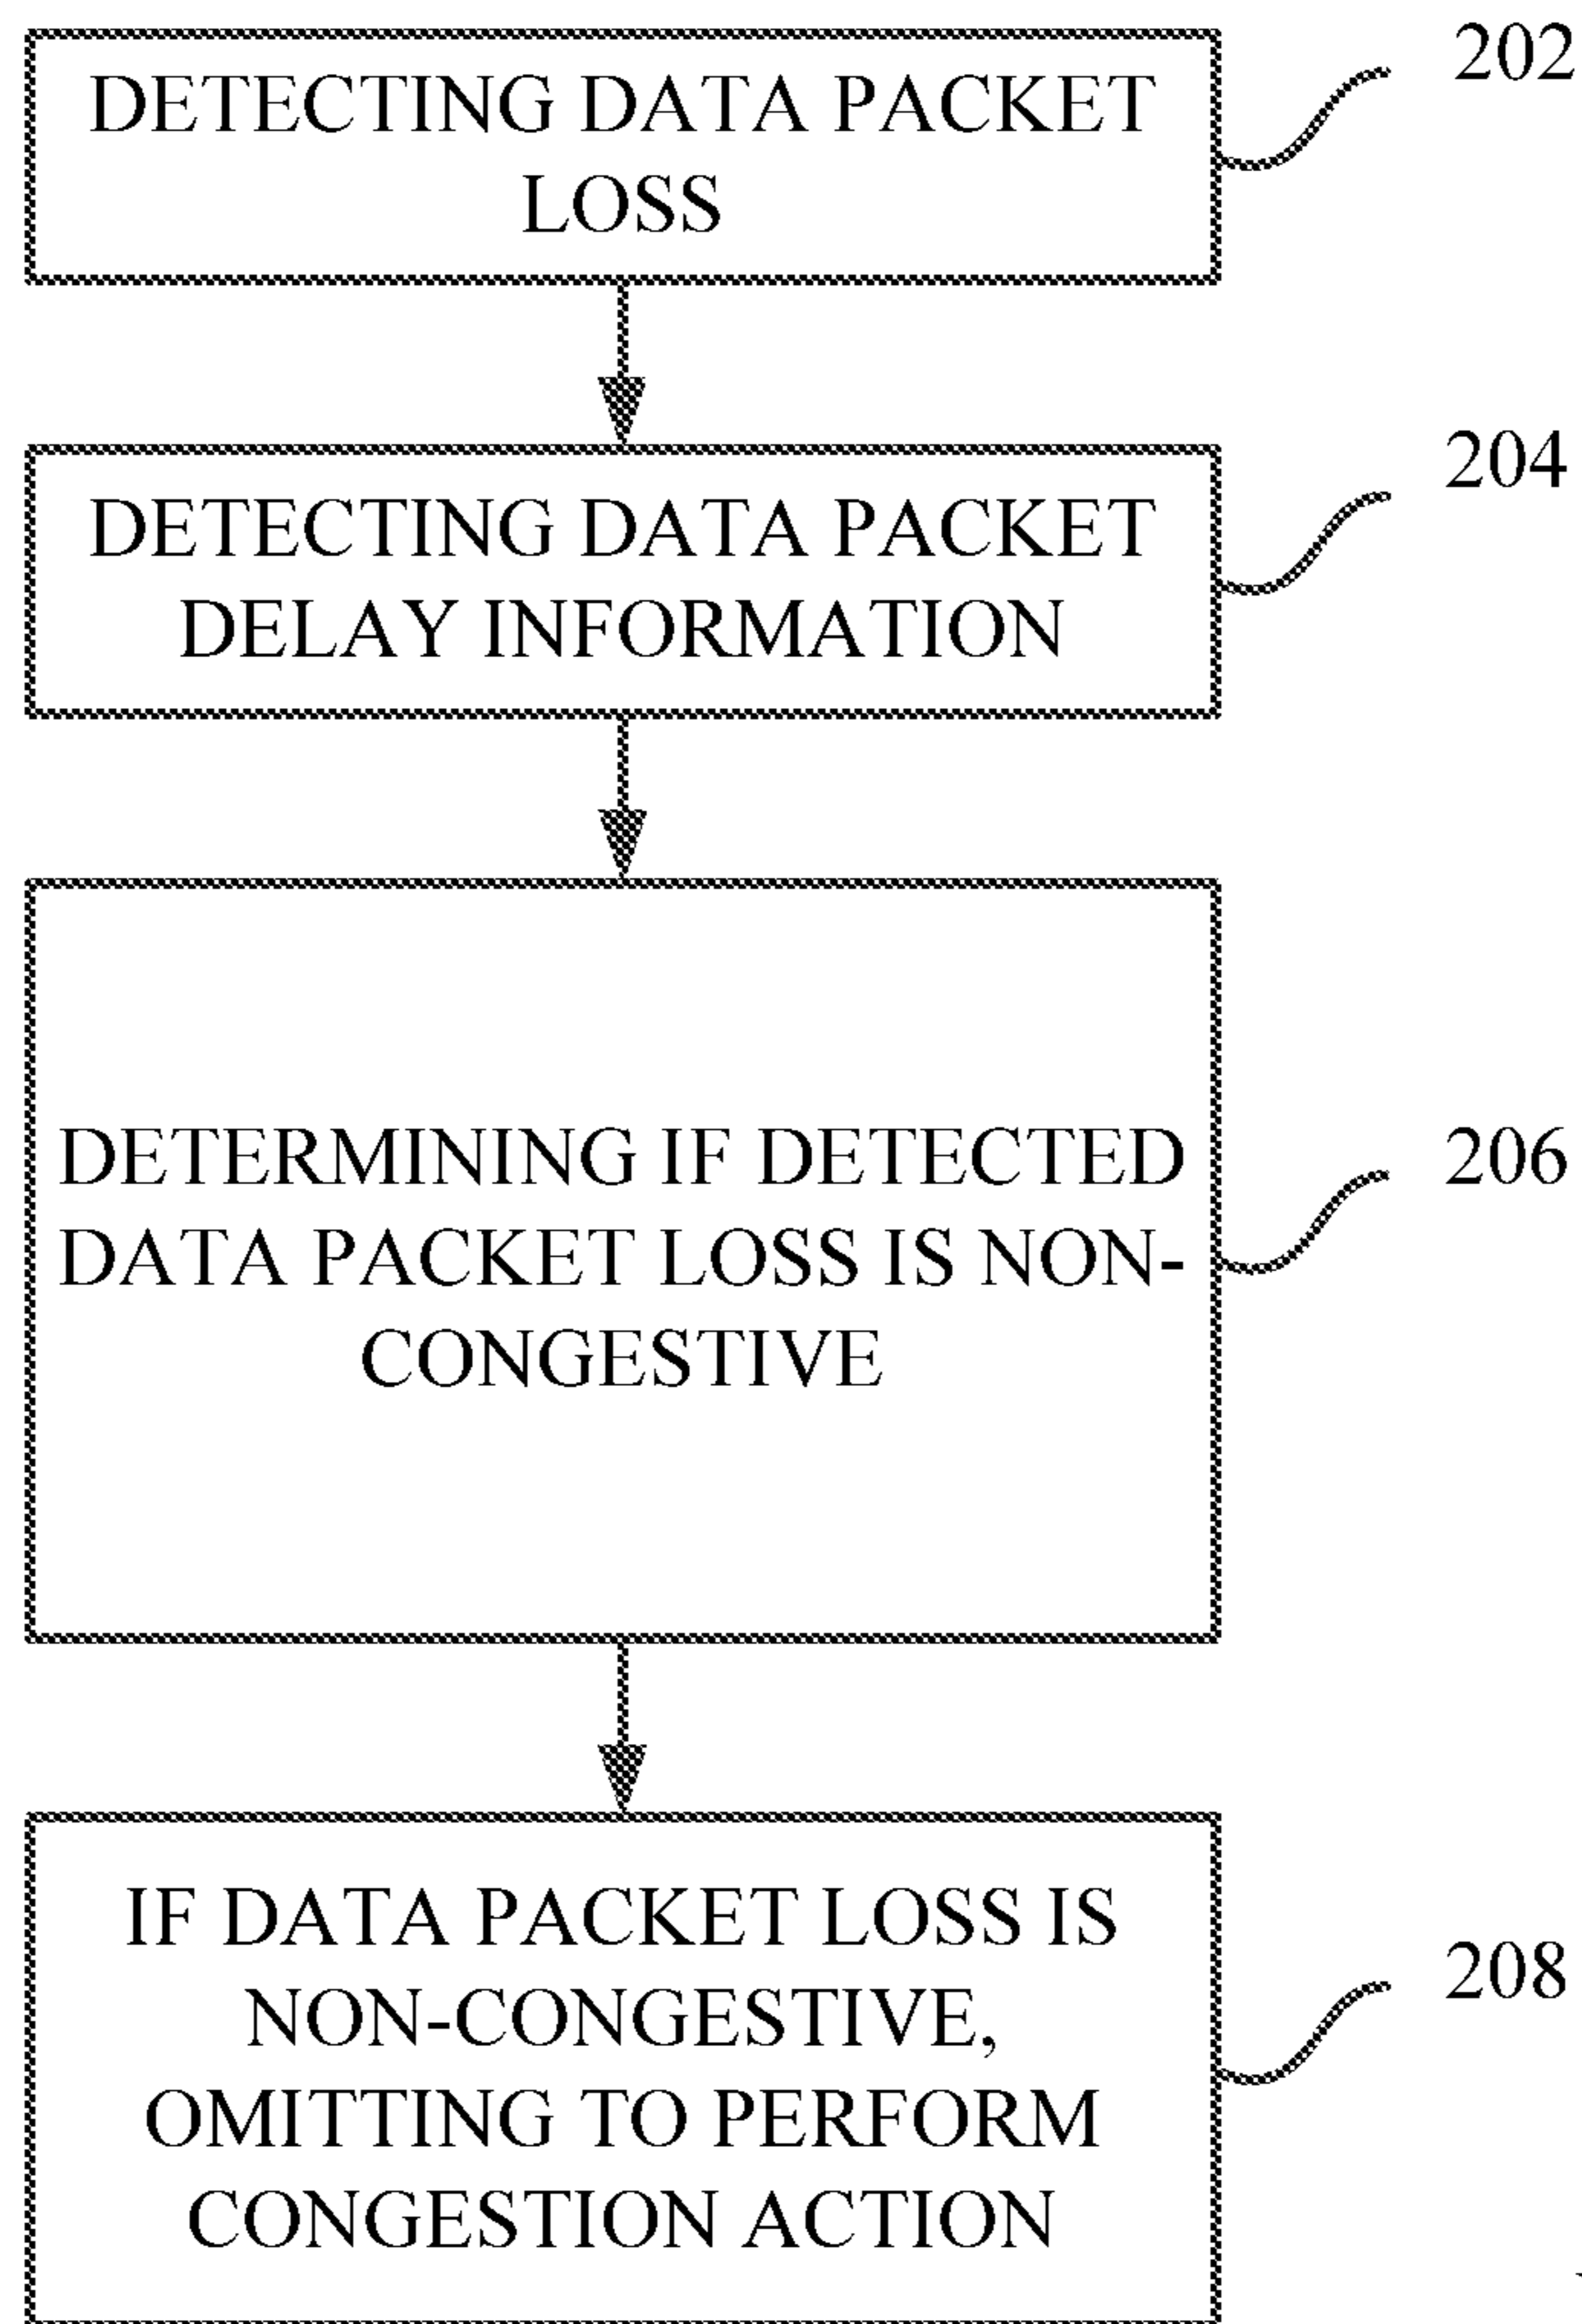 DETECTING DATA PACKET
LOSS
202
DETECTING DATA PACKET
DELAY INFORMATION
204
DETERMINING IF DETECTED
DATA PACKET LOSS IS NON-
CONGESTIVE
206
IF DATA PACKET LOSS IS
NON-CONGESTIVE,
OMITTING TO PERFORM
CONGESTION ACTION
208